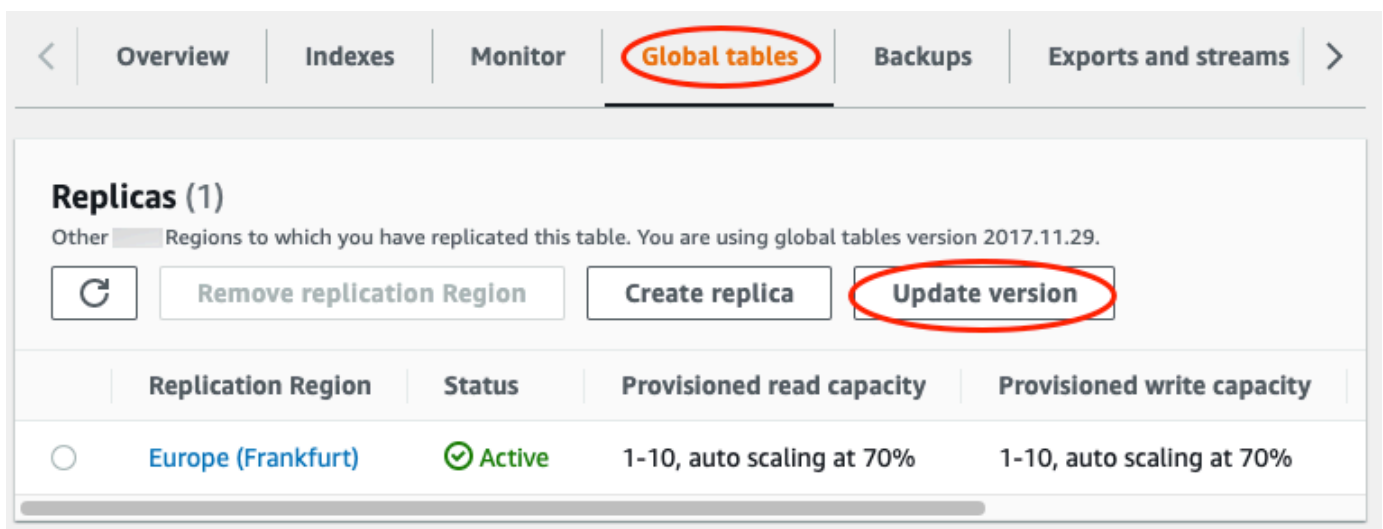 Overview Indexes Monitor Global tables Backups Exports and streams
Replicas (1)
Other Regions to which you have replicated this table. You are using global tables version 2017.11.29.
Remove replication Region Create replica Update version
Replication Region Status Provisioned read capacity Provisioned write capacity
Europe (Frankfurt) Active 1-10, auto scaling at 70% 1-10, auto scaling at 70%